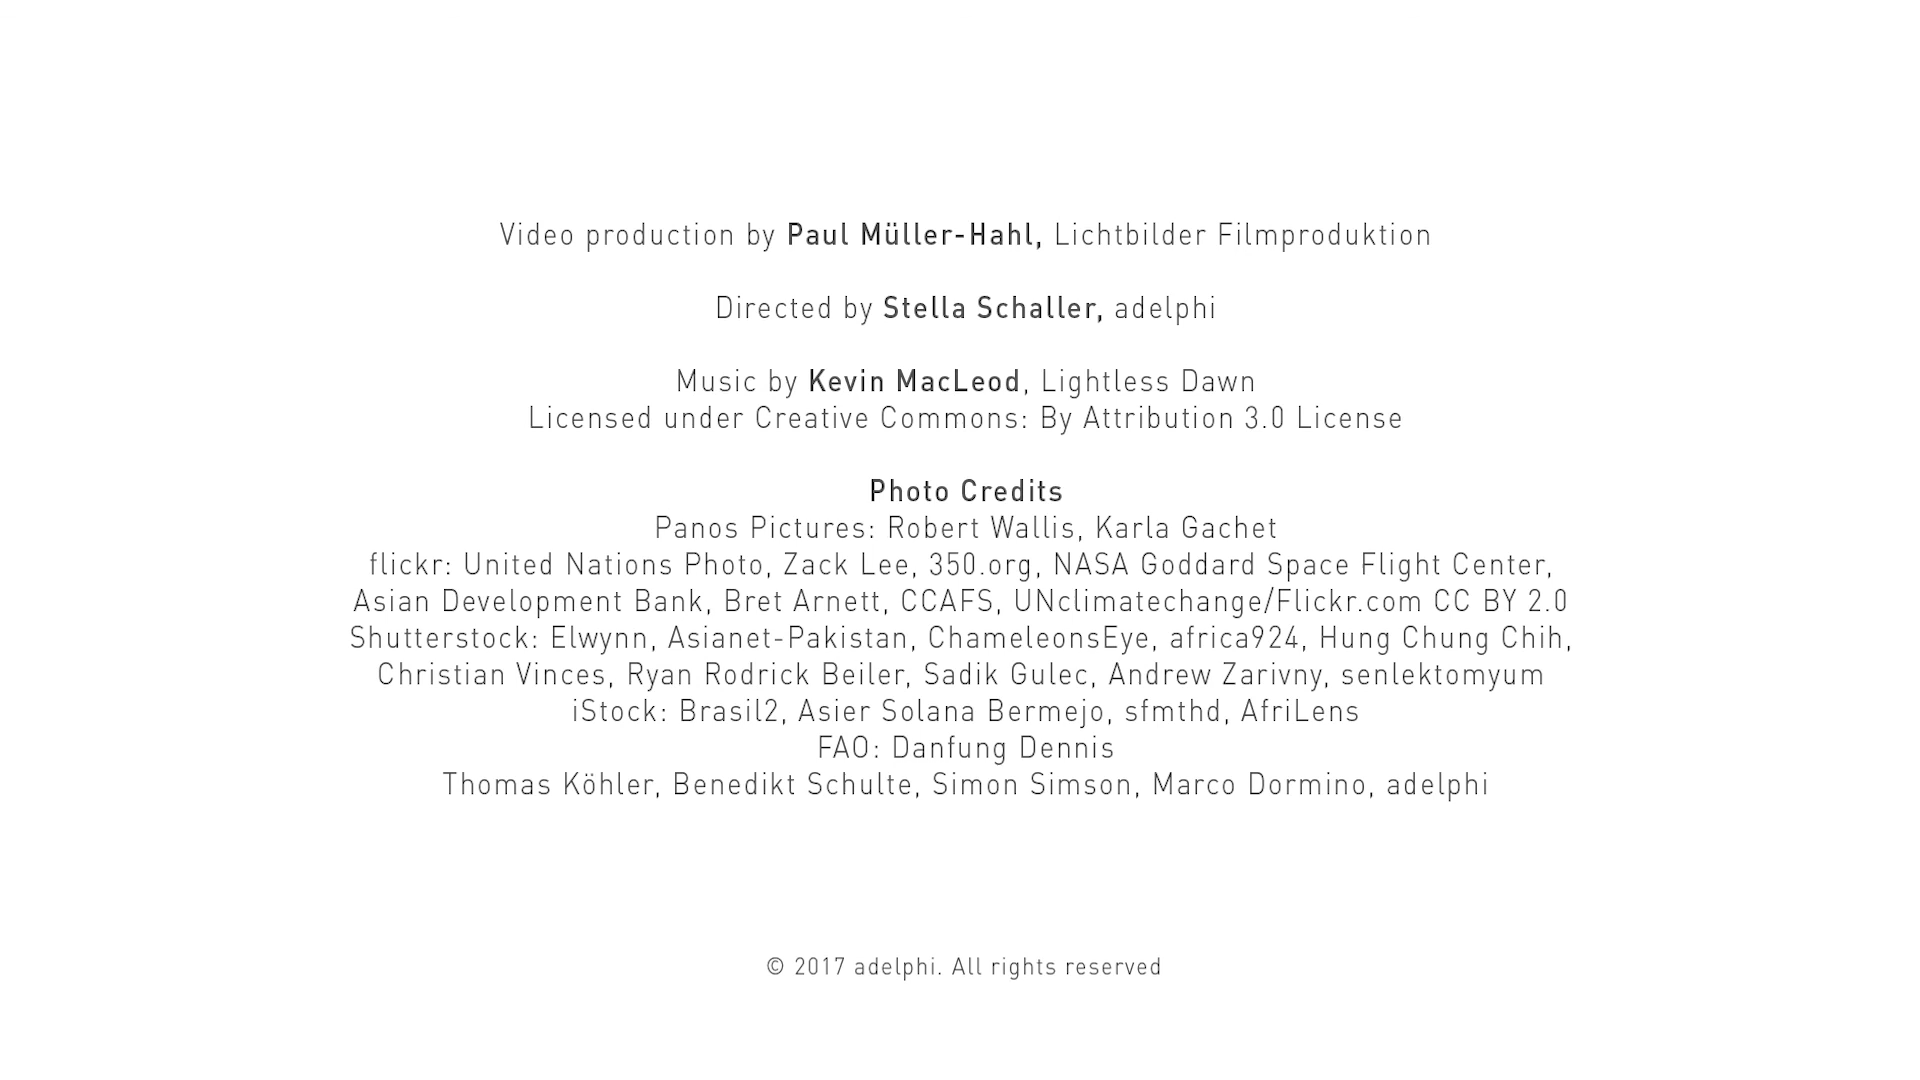 Video production by Paul Müller-Hahl, Lichtbilder Filmproduktion
Directed by Stella Schaller, adelphi
Music by Kevin MacLeod, Lightless Dawn
Licensed under Creative Commons: By Attribution 3.0 License
Photo Credits
Panos Pictures: Robert Wallis, Karla Gachet
flickr: United Nations Photo, Zack Lee, 350.org, NASA Goddard Space Flight Center,
Asian Development Bank, Bret Arnett, CCAFS, UNclimatechange/Flickr.com CC BY 2.0
Shutterstock: Elwynn, Asianet-Pakistan, ChameleonsEye, africa924, Hung Chung Chih,
Christian Vinces, Ryan Rodrick Beiler, Sadik Gulec, Andrew Zarivny, senlektomyum
iStock: Brasil2, Asier Solana Bermejo, sfmthd, AfriLens
FAO: Danfung Dennis
Thomas Köhler, Benedikt Schulte, Simon Simson, Marco Dormino, adelphi
© 2017 adelphi. All rights reserved